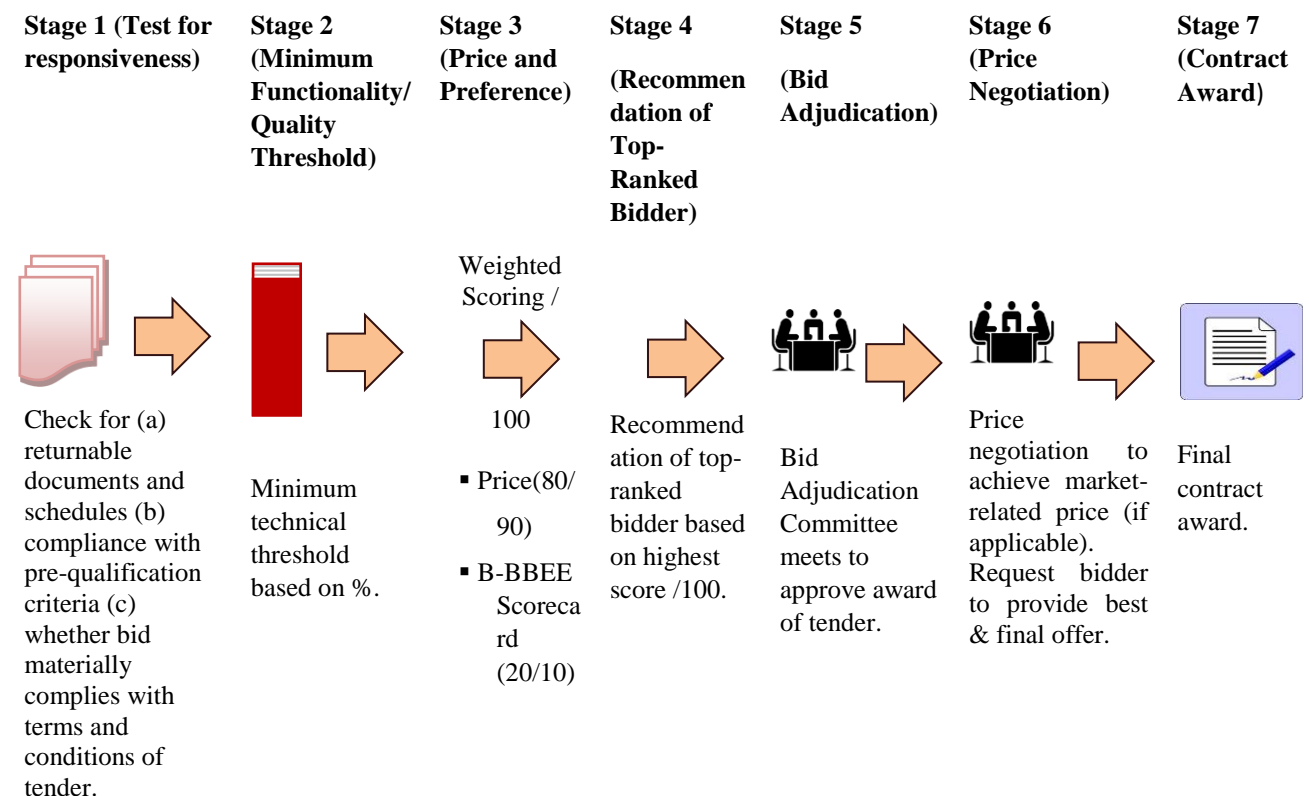 Stage 1 (Test for
responsiveness)
Stage 2
(Minimum
Functionality/
Quality
Threshold)
Stage 3
(Price and
Preference)
Stage 4
(Recommen
dation of
Top-
Ranked
Bidder)
Stage 5
(Bid
Adjudication)
Stage 6
(Price
Negotiation)
Stage 7
(Contract
Award)
Check for (a)
returnable
documents and
schedules (b)
compliance with
pre-qualification
criteria (c)
whether bid
materially
complies with
terms and
conditions of
tender.
Minimum
technical
threshold
based on %.
Weighted
Scoring /
100
▪ Price(80/
90)
▪ B-BBEE
Scoreca
rd
(20/10)
Recommend
ation of top-
ranked
bidder based
on highest
score /100.
Bid
Adjudication
Committee
meets to
approve award
of tender.
Price
negotiation to
achieve market-
related price (if
applicable).
Request bidder
to provide best
& final offer.
Final
contract
award.